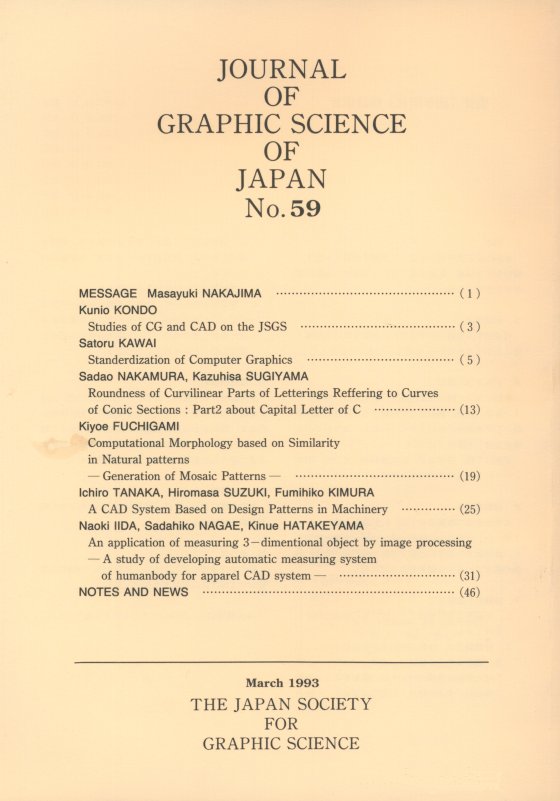 JOURNAL
OF
GRAPHIC SCIENCE
OF
JAPAN
No. 59
MESSAGE Masayuki NAKAJIMA ( 1 )
Kunio KONDO
Studies of CG and CAD on the JSGS ( 3 )
Satoru KAWAI
Standerdization of Computer Graphics ( 5 )
Sadao NAKAMURA, Kazuhisa SUGIYAMA
Roundness of Curvilinear Parts of Letterings Reffering to Curves
of Conic Sections : Part2 about Capital Letter of C (13)
Kiyoe FUCHIGAMI
Computational Morphology based on Similarity
in Natural patterns
— Generation of Mosaic Patterns — (19)
Ichiro TANAKA, Hiromasa SUZUKI, Fumihiko KIMURA
A CAD System Based on Design Patterns in Machinery (25)
Naoki IIDA, Sadahiko NAGAE, Kinue HATAKEYAMA
An application of measuring 3－dimentional object by image processing
— A study of developing automatic measuring system
of humanbody for apparel CAD system — (31)
NOTES AND NEWS (46)
March 1993
THE JAPAN SOCIETY
FOR
GRAPHIC SCIENCE